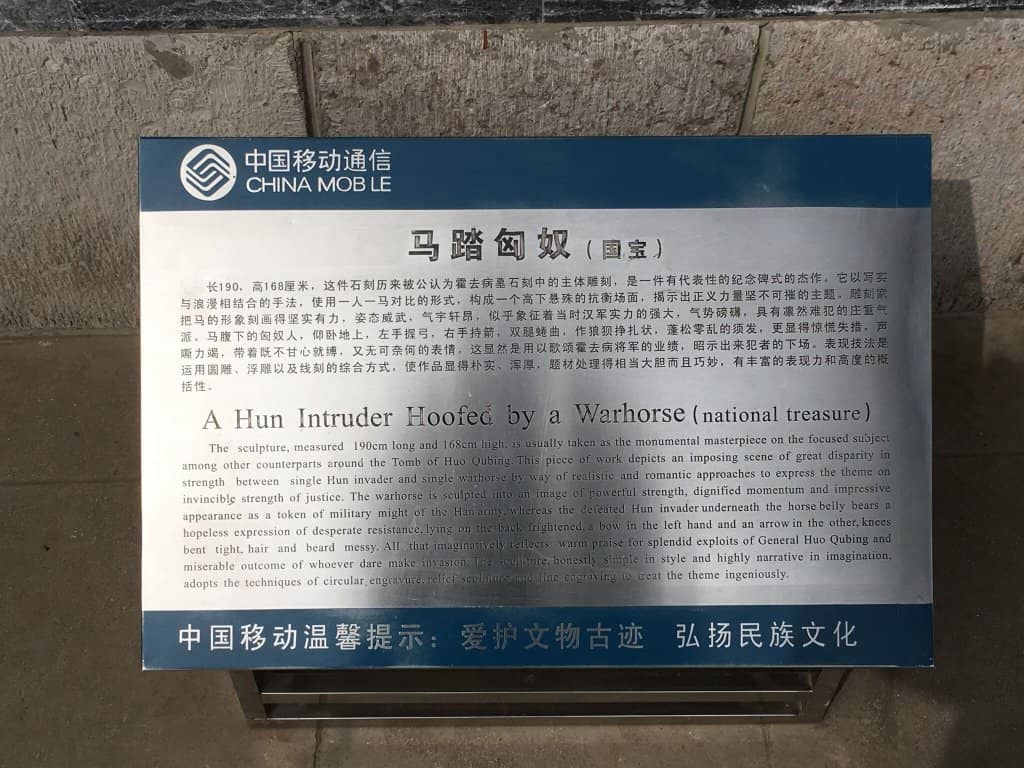 中国移动通信
CHINA MOB LE
马踏匈奴(国宝)
长190，高168厘米，这件石刻历来被公认为霍去病墓石刻中的主体雕刻，是一件有代表性的纪念碑式的杰作。它以写实
与浪漫相结合的手法，使用一人一马对比的形式，构成一个高下悬殊的抗衡场面，揭示出正义力量坚不可摧的主题。雕刻家
把马的形象刻画得坚实有力，姿态威武，气宇轩昂，似乎象征着当时汉军实力的强大，气势磅礴，具有凛然难犯的庄重气
派。马腹下的匈奴人，仰卧地上，左手握弓，右手持箭，双腿蜷曲，作狼狈挣扎状，蓬松零乱的须发，更显得惊慌失措，声
嘶力竭，带着既不甘心就缚，又无可奈何的表情。这显然是用以歌颂霍去病将军的业绩，昭示出来犯者的下场。表现技法是
运用圆雕、浮雕以及线刻的综合方式，使作品显得朴实、浑厚，题材处理得相当大胆而且巧妙，有丰富的表现力和高度的概
括性。
A Hun Intruder Hoofed by a Warhorse(national treasure)
The sculpture, measured 190cm long and 168cm high, is usually taken as the monumental masterpiece on the focused subject
among other counterparts around the Tomb of Huo Qubing. This piece of work depicts an imposing scene of great disparity in
strength between single Hun invader and single warhorse by way of realistic and romantic approaches to express the theme on
invincible strength of justice. The warhorse is sculpted into an image of powerful strength, dignified momentum and impressive
appearance as a token of military might of the Han army, whereas the defeated Hun invader underneath the horse belly bears a
hopeless expression of desperate resistance, lying on the back frightened, a bow in the left hand and an arrow in the other, knees
bent tight, hair and beard messy. All that imaginatively reflects warm praise for splendid exploits of General Huo Qubing and
miserable outcome of whoever dare make invasion. The sculpture, honestly simple in style and highly narrative in imagination,
adopts the techniques of circular engravure, relief sculpture and line engraving to treat the theme ingeniously.
中国移动温馨提示：爱护文物古迹 弘扬民族文化